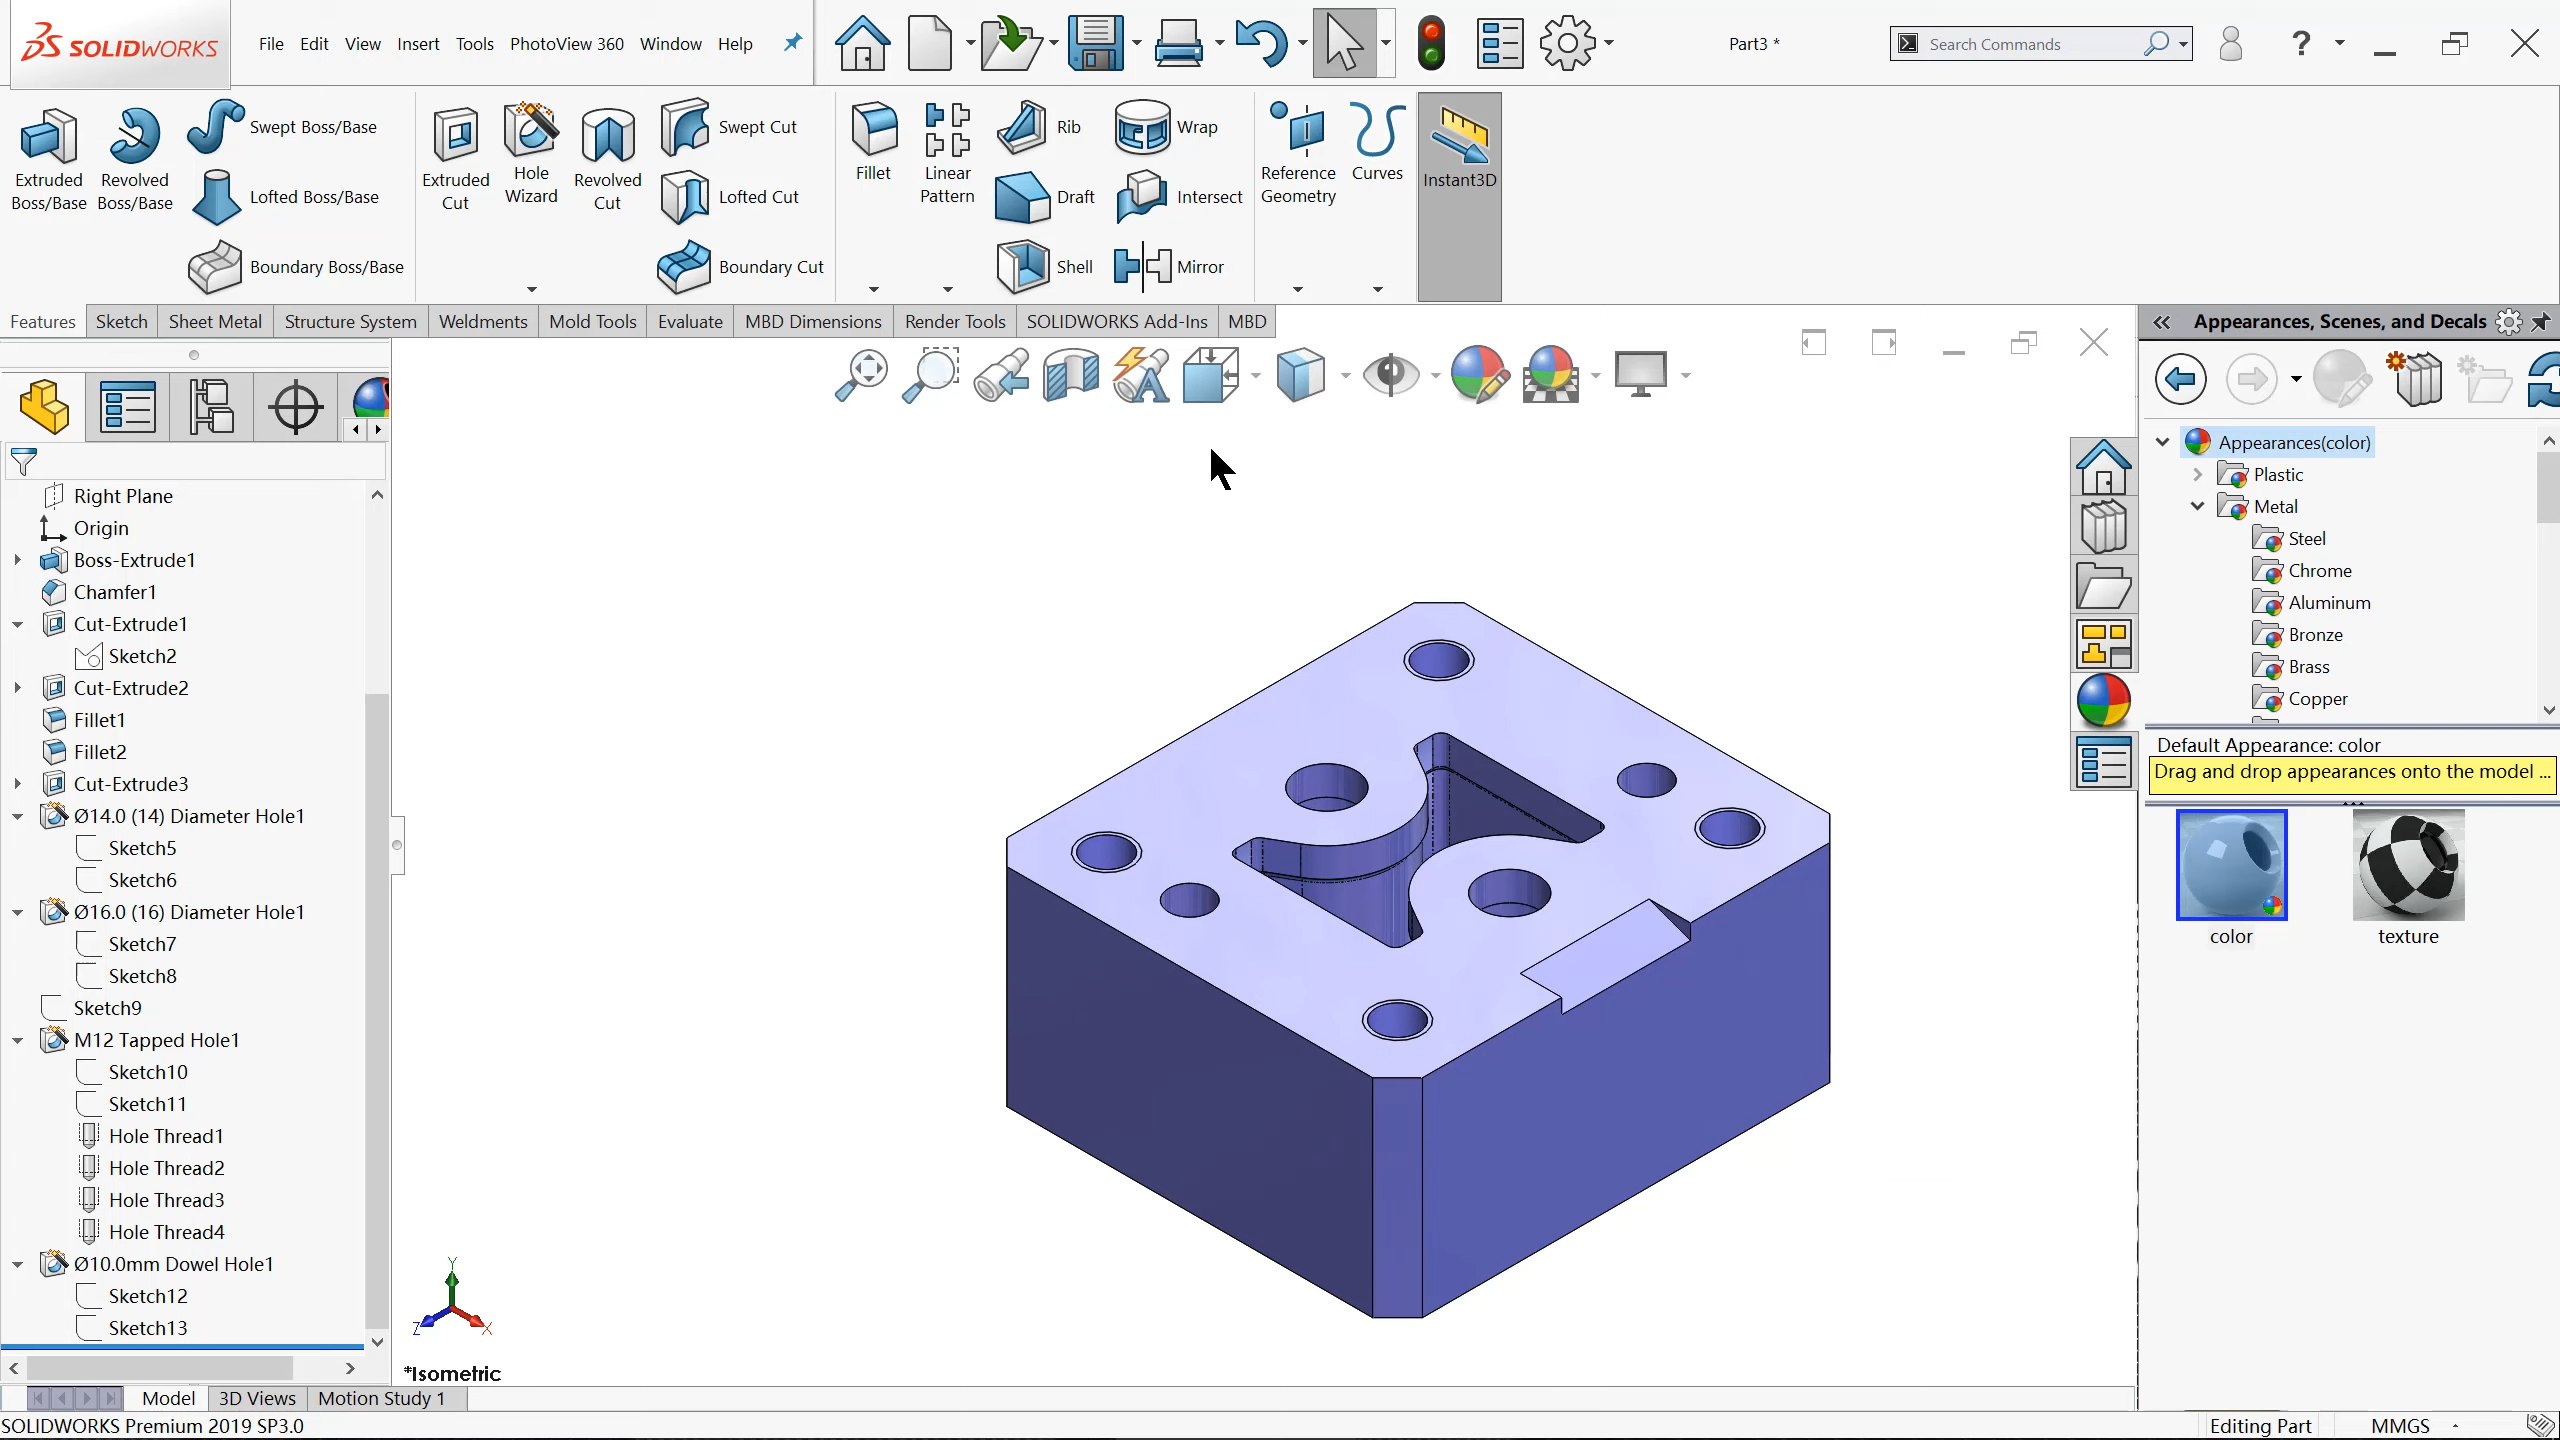 SOLIDWORKS
File Edit View Insert Tools PhotoView 360 Window Help
Part3 *
Search Commands
?
Extruded Boss/Base
Revolved Boss/Base
Swept Boss/Base
Lofted Boss/Base
Boundary Boss/Base
Extruded Cut
Hole Wizard
Revolved Cut
Swept Cut
Lofted Cut
Boundary Cut
Fillet
Linear Pattern
Rib
Draft
Shell
Wrap
Intersect
Mirror
Reference Geometry
Curves
Instant3D
Features Sketch Sheet Metal Structure System Weldments Mold Tools Evaluate MBD Dimensions Render Tools SOLIDWORKS Add-Ins MBD
Right Plane
Origin
Boss-Extrude1
Chamfer1
Cut-Extrude1
Sketch2
Cut-Extrude2
Fillet1
Fillet2
Cut-Extrude3
Ø14.0 (14) Diameter Hole1
Sketch5
Sketch6
Ø16.0 (16) Diameter Hole1
Sketch7
Sketch8
Sketch9
M12 Tapped Hole1
Sketch10
Sketch11
Hole Thread1
Hole Thread2
Hole Thread3
Hole Thread4
Ø10.0mm Dowel Hole1
Sketch12
Sketch13
Y
Z
X
*Isometric
Appearances, Scenes, and Decals
Appearances(color)
Plastic
Metal
Steel
Chrome
Aluminum
Bronze
Brass
Copper
Default Appearance: color
Drag and drop appearances onto the model ...
color texture
Model 3D Views Motion Study 1
SOLIDWORKS Premium 2019 SP3.0
Editing Part MMGS